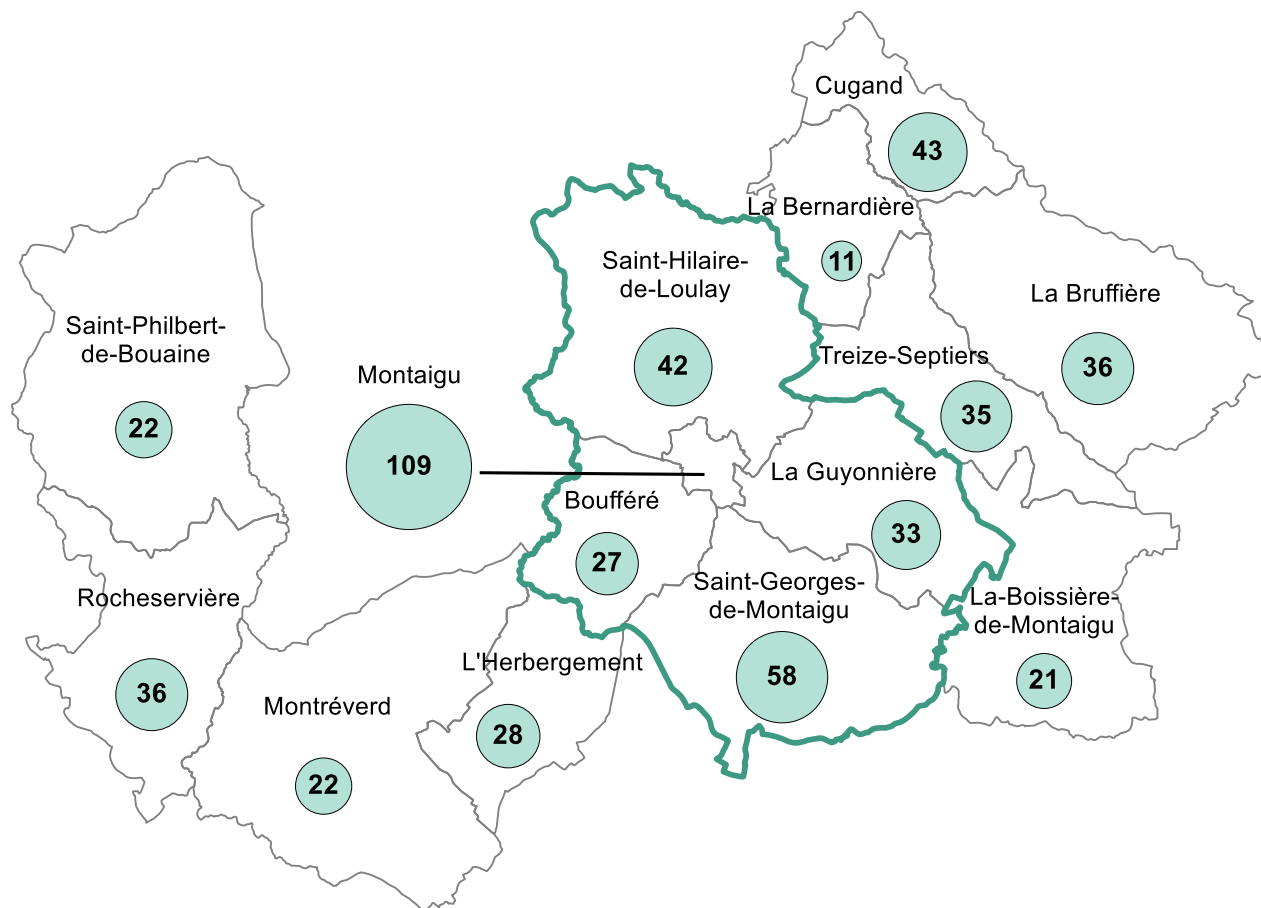 Cugand
43
La Bernardière
11
Saint-Hilaire-
de-Loulay
42
La Bruffière
36
Saint-Philbert-
de-Bouaine
22
Montaigu
109
Treize-Septiers
35
La Guyonnière
33
Boufféré
27
Saint-Georges-
de-Montaigu
58
La-Boissière-
de-Montaigu
21
Rocheservière
36
L'Herbergement
28
Montréverd
22